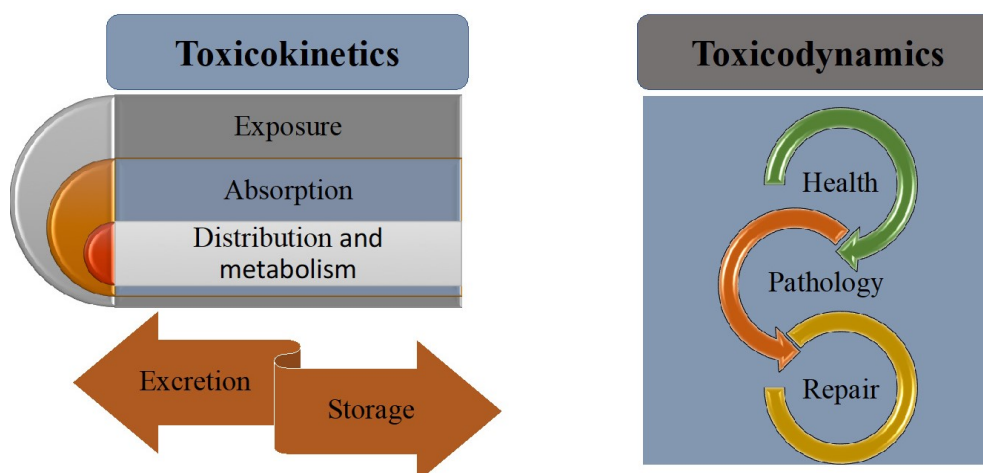 Toxicokinetics
Exposure
Absorption
Distribution and
metabolism
Excretion
Storage
Toxicodynamics
Health
Pathology
Repair